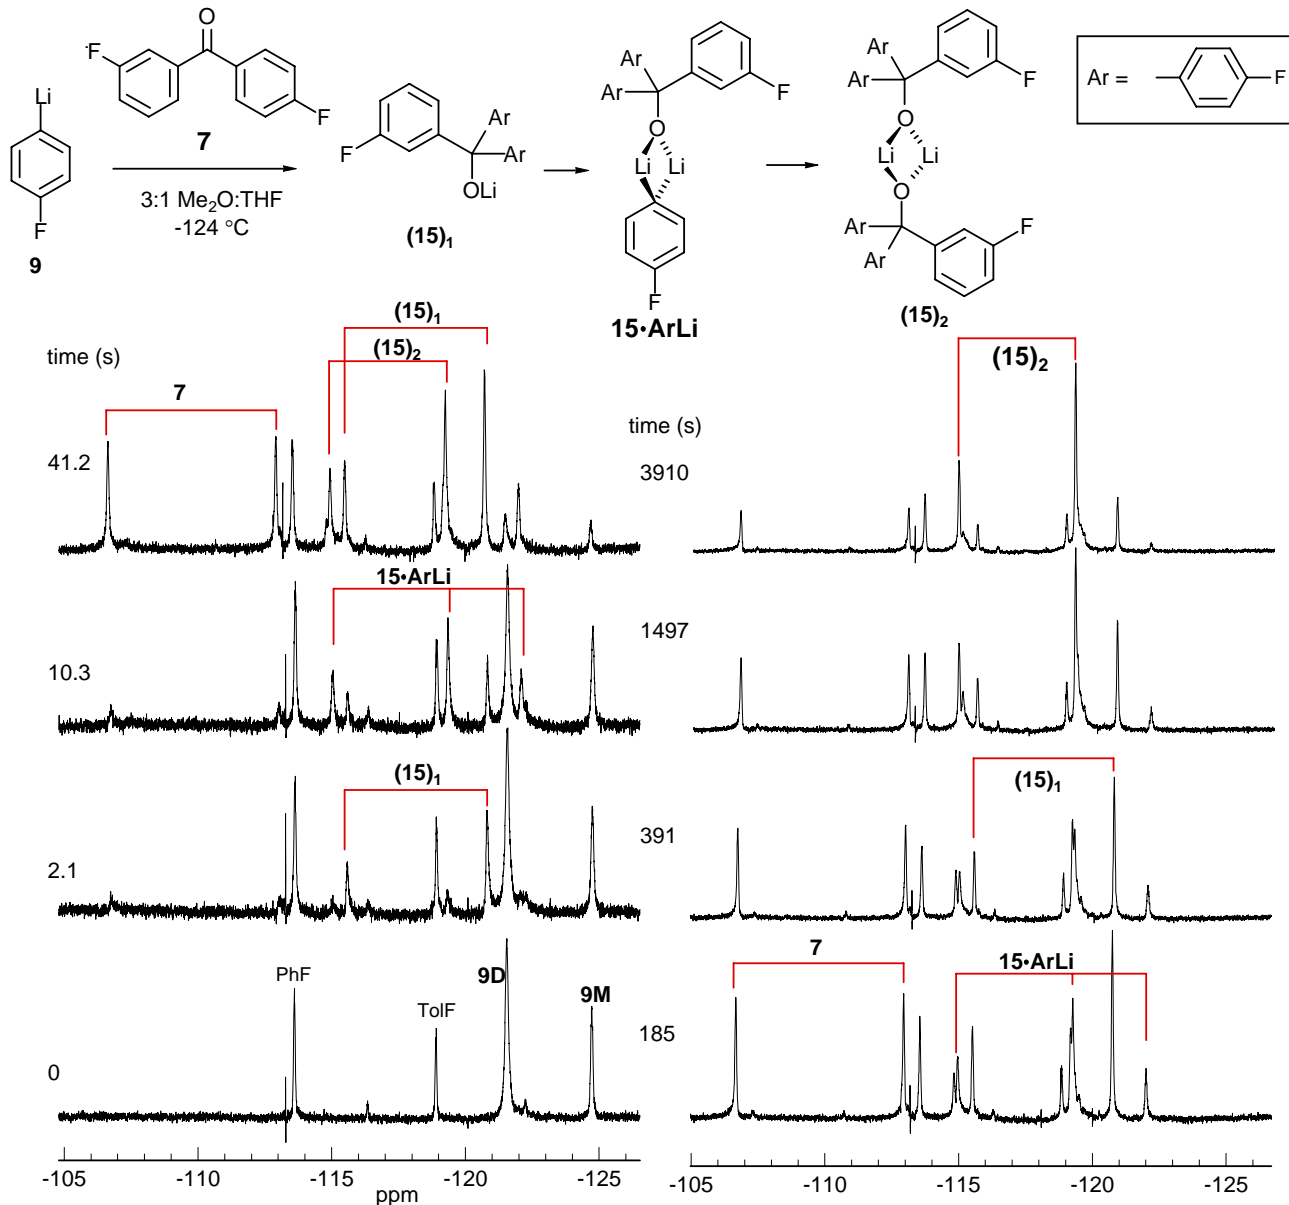 F
O
F
7
Li
F
9
3:1 Me2O:THF
-124 °C
F
Ar
Ar
OLi
(15)1
Ar
Ar
F
O
Li
Li
F
15•ArLi
Ar
Ar
F
O
Li
Li
O
Ar
Ar
F
(15)2
Ar =
F
time (s)
7
(15)1
(15)2
41.2
15•ArLi
10.3
(15)1
2.1
PhF
TolF
9D
9M
0
-105
-110
-115
-120
-125
ppm
time (s)
(15)2
3910
1497
(15)1
391
7
15•ArLi
185
-105
-110
-115
-120
-125